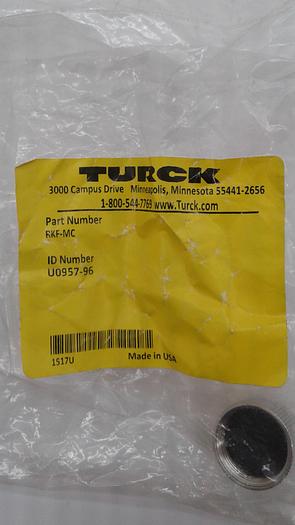 TURCK
3000 Campus Drive Minneapolis, Minnesota 55441-2656
1-800-544-7769 www.Turck.com
Part Number
RKF-MC
ID Number
U0957-96
1517U
Made in USA